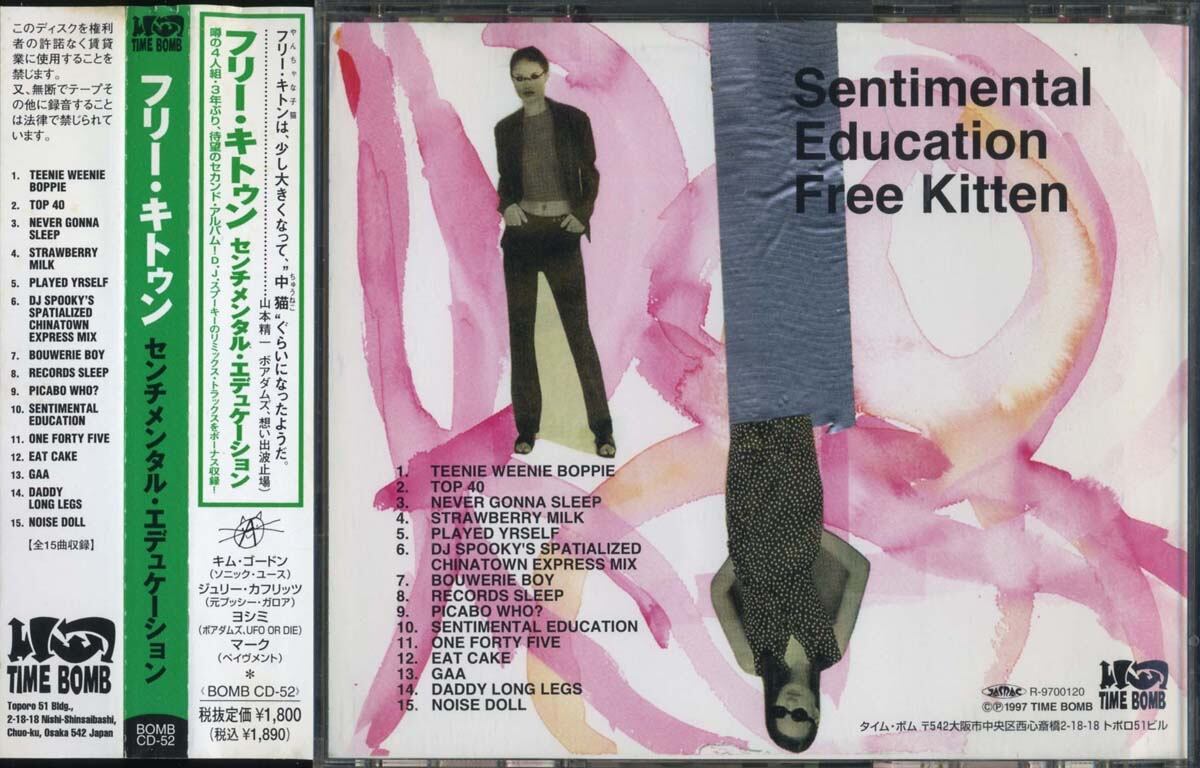 このディスクを権利
者の許諾なく賃貸
業に使用することを
禁じます。
又、無断でテープそ
の他に録音すること
は法律で禁じられて
います。
1. TEENIE WEENIE
BOPPIE
2. TOP 40
3. NEVER GONNA
SLEEP
4. STRAWBERRY
MILK
5. PLAYED YRSELF
6. DJ SPOOKY'S
SPATIALIZED
CHINATOWN
EXPRESS MIX
7. BOUWERIE BOY
8. RECORDS SLEEP
9. PICABO WHO?
10. SENTIMENTAL
EDUCATION
11. ONE FORTY FIVE
12. EAT CAKE
13. GAA
14. DADDY
LONG LEGS
15. NOISE DOLL
【全15曲収録】
TIME BOMB
Toporo 51 Bldg.,
2-18-18 Nishi-Shinsaibashi,
Chuo-ku, Osaka 542 Japan
TIME BOMB
フリー・キトゥン センチメンタル・エデュケーション
BOMB
CD-52
やんちゃな子猫
フリー・キトンは、少し大きくなって、”中猫“ぐらいになったようだ。
ちゅうねこ
山本精一 ボアダムズ、想い出波止場)
フリー・キトゥン センチメンタル・エデュケーション
噂の4人組・3年ぶり、待望のセカンド・アルバム!D.J.スプーキーのリミックス・トラックスをボーナス収録!
キム・ゴードン
(ソニック・ユース)
ジュリー・カフリッツ
(元プッシー・ガロア)
ヨシミ
(ボアダムズ、UFO OR DIE)
マーク
(ペイヴメント)
*
〈BOMB CD-52〉
税抜定価¥1,800
(税込¥1,890)
Sentimental
Education
Free Kitten
1. TEENIE WEENIE BOPPIE
2. TOP 40
3. NEVER GONNA SLEEP
4. STRAWBERRY MILK
5. PLAYED YRSELF
6. DJ SPOOKY'S SPATIALIZED
CHINATOWN EXPRESS MIX
7. BOUWERIE BOY
8. RECORDS SLEEP
9. PICABO WHO?
10. SENTIMENTAL EDUCATION
11. ONE FORTY FIVE
12. EAT CAKE
13. GAA
14. DADDY LONG LEGS
15. NOISE DOLL
JASRAC R-9700120
©Ⓟ1997 TIME BOMB
TIME BOMB
タイム・ボム 〒542大阪市中央区西心斎橋2-18-18 トポロ51ビル